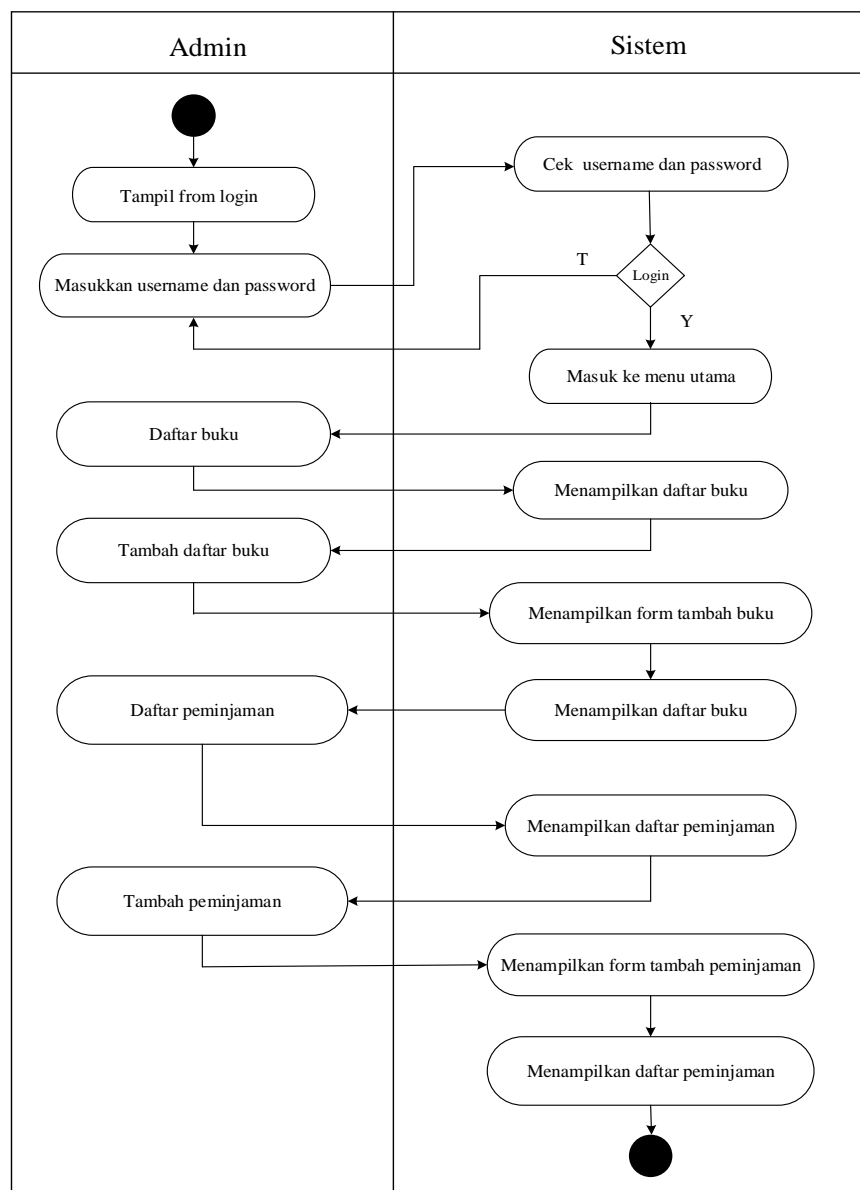 Admin
Sistem
Cek username dan password
Tampil from login
Masukkan username dan password
T
Login
Y
Masuk ke menu utama
Daftar buku
Menampilkan daftar buku
Tambah daftar buku
Menampilkan form tambah buku
Daftar peminjaman
Menampilkan daftar buku
Menampilkan daftar peminjaman
Tambah peminjaman
Menampilkan form tambah peminjaman
Menampilkan daftar peminjaman